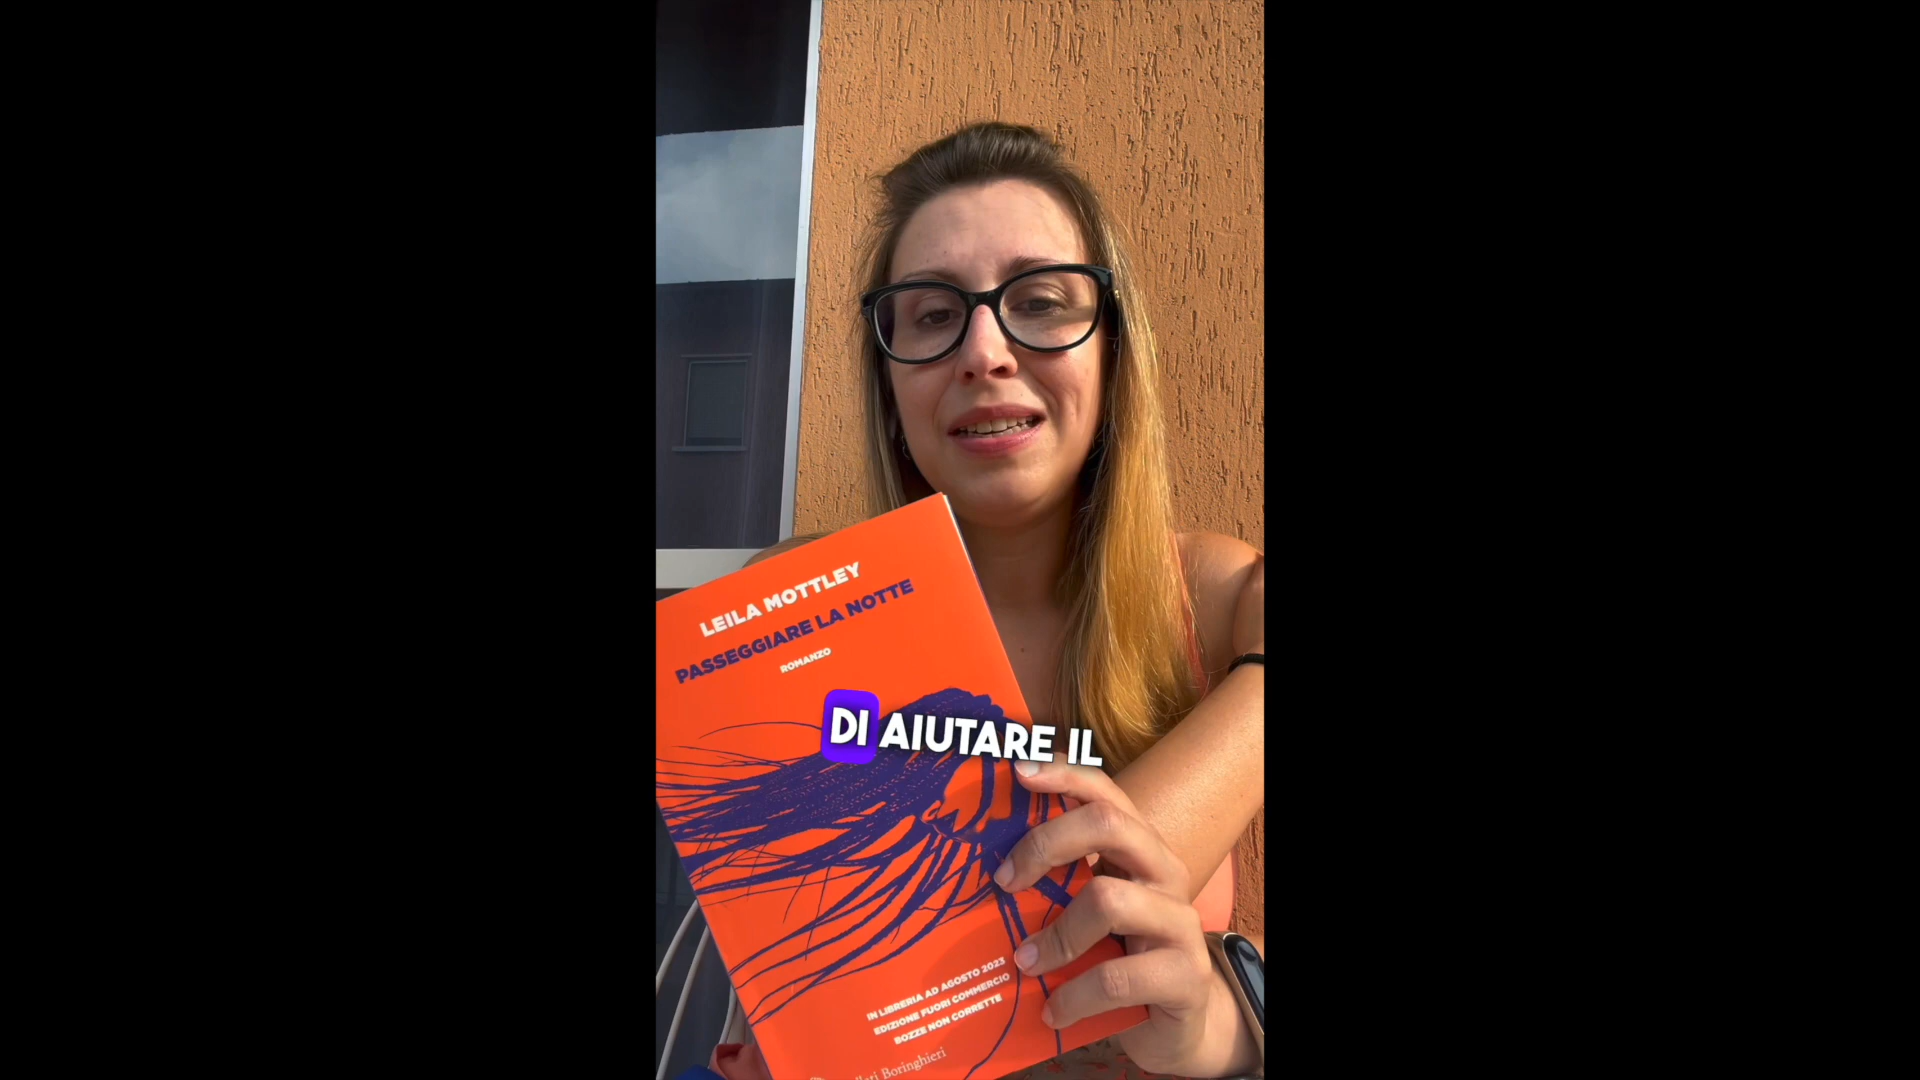 LEILA MOTTLEY
PASSEGGIARE LA NOTTE
ROMANZO
DI AIUTARE IL
IN LIBRERIA AD AGOSTO 2023
EDIZIONE FUORI COMMERCIO
BOZZE NON CORRETTE
Boringhieri